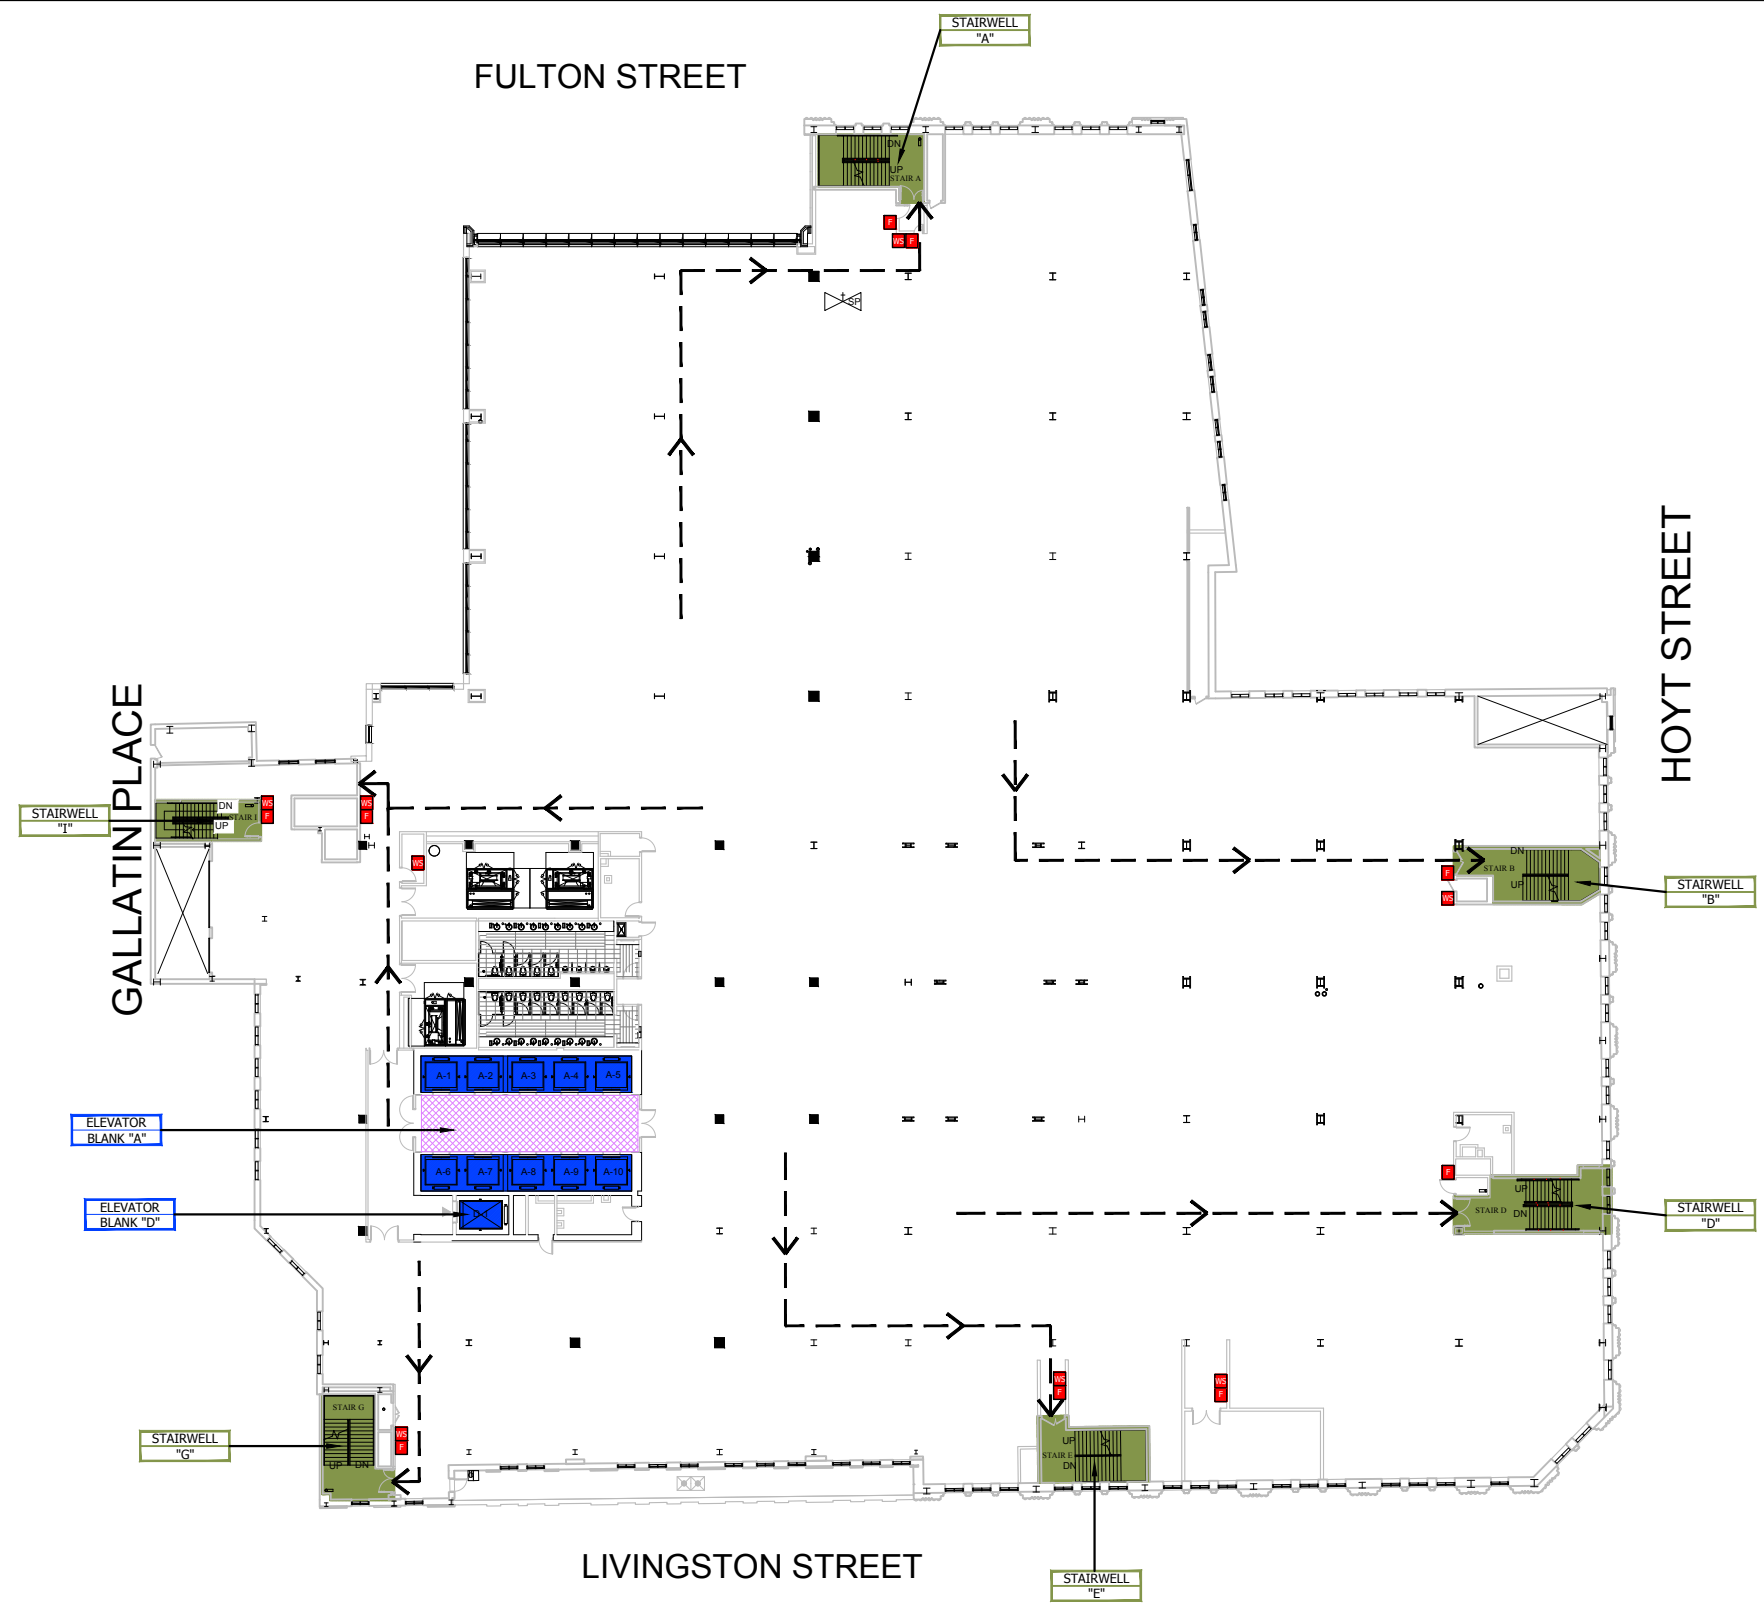 STAIRWELL
"A"
FULTON STREET
DN
UP
STAIR A
F
WS F
SP
HOYT STREET
GALLATIN PLACE
STAIRWELL
"I"
DN
STAIR I
UP
WS
F
WS
F
WS
DN
STAIR B
UP
F
WS
STAIRWELL
"B"
A-1 A-2 A-3 A-4 A-5
ELEVATOR
BLANK "A"
A-6 A-7 A-8 A-9 A-10
ELEVATOR
BLANK "D"
F
UP
STAIR D
DN
STAIRWELL
"D"
WS
F
WS
F
STAIR G
UP DN
WS
F
STAIRWELL
"G"
UP
STAIR E
DN
LIVINGSTON STREET
STAIRWELL
"E"